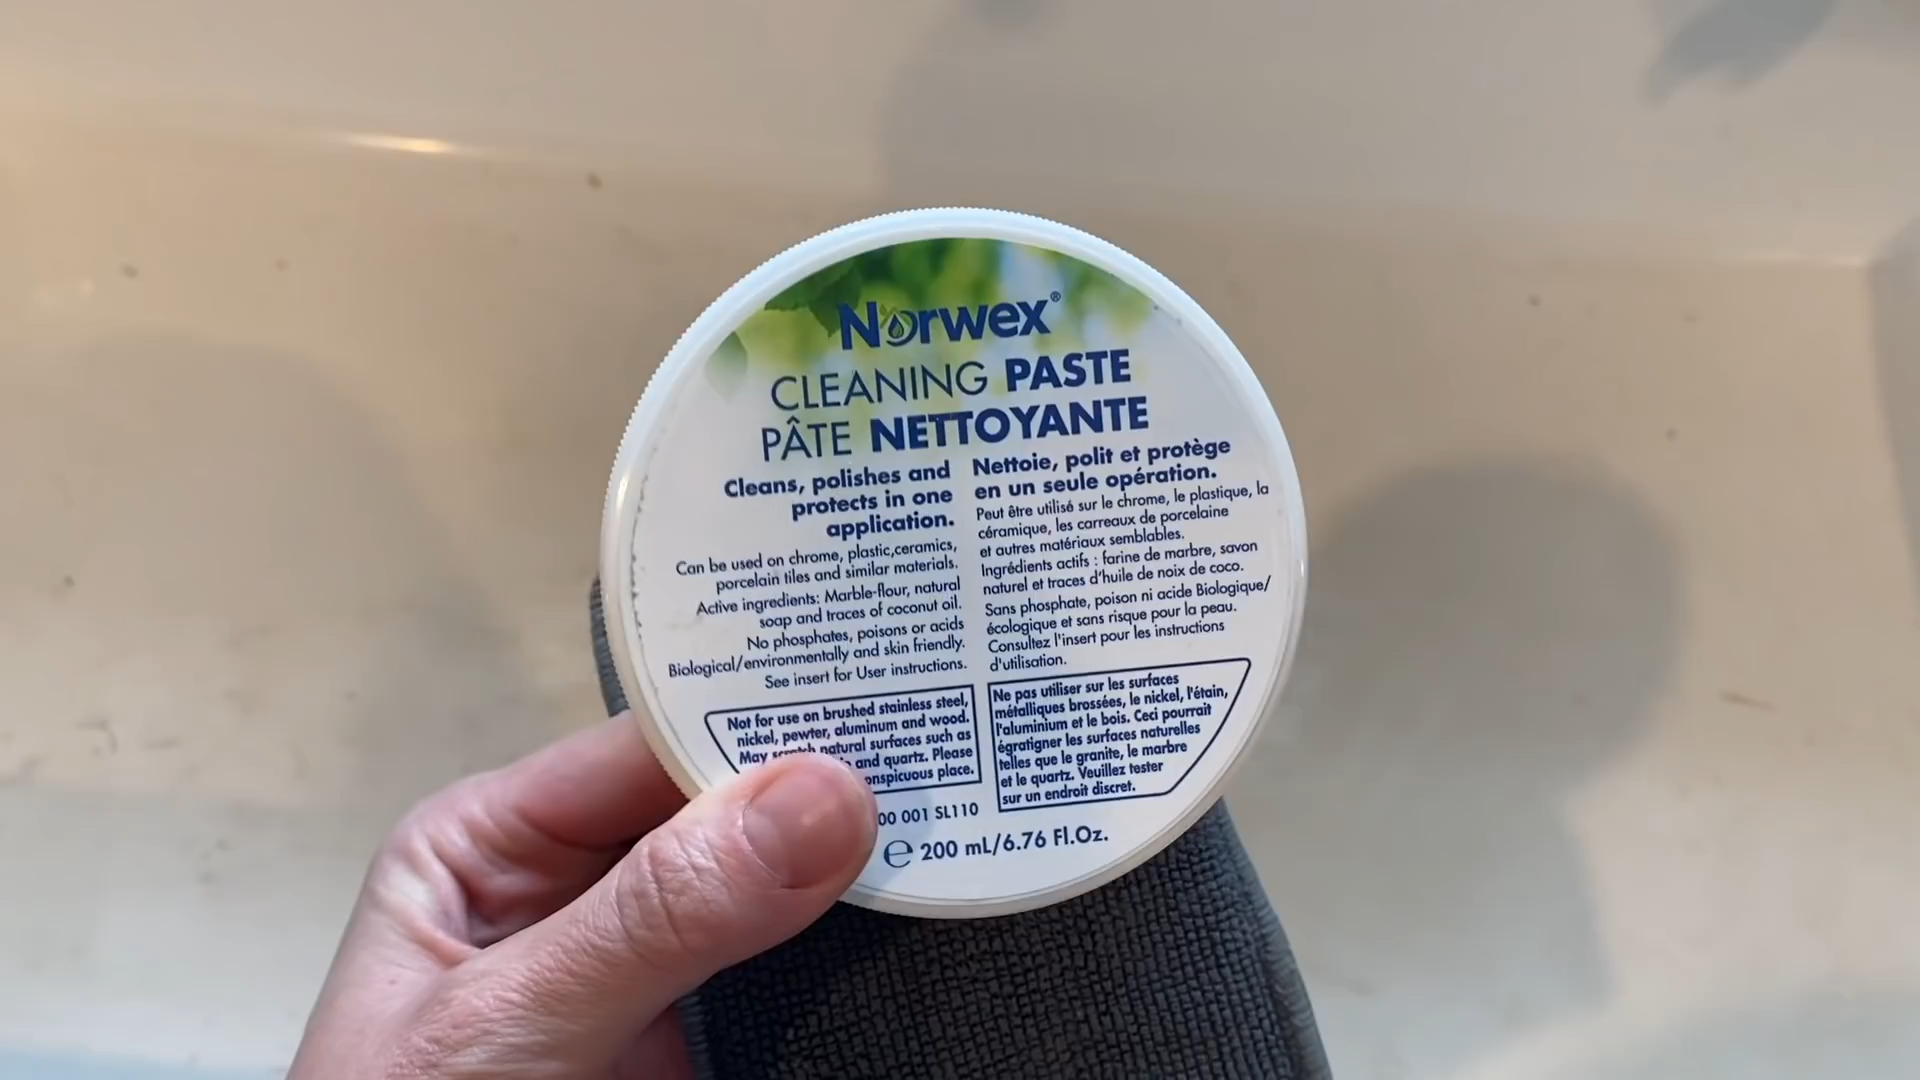 Norwex®
CLEANING PASTE
PÂTE NETTOYANTE
Cleans, polishes and
protects in one
application.
Can be used on chrome, plastic,ceramics,
porcelain tiles and similar materials.
Active ingredients: Marble-flour, natural
soap and traces of coconut oil.
No phosphates, poisons or acids
Biological/environmentally and skin friendly.
See insert for User instructions.
Not for use on brushed stainless steel,
nickel, pewter, aluminum and wood.
May scratch natural surfaces such as
and quartz. Please
place.
Nettoie, polit et protège
en un seule opération.
Peut être utilisé sur le chrome, le plastique, la
céramique, les carreaux de porcelaine
et autres matériaux semblables.
Ingrédients actifs : farine de marbre, savon
naturel et traces d'huile de noix de coco.
Sans phosphate, poison ni acide Biologique/
écologique et sans risque pour la peau.
Consultez l'insert pour les instructions
d'utilisation.
Ne pas utiliser sur les surfaces
métalliques brossées, le nickel, l'étain,
l'aluminium et le bois. Ceci pourrait
égratigner les surfaces naturelles
telles que le granite, le marbre
et le quartz. Veuillez tester
sur un endroit discret.
001 SL110
℮ 200 mL/6.76 Fl.Oz.